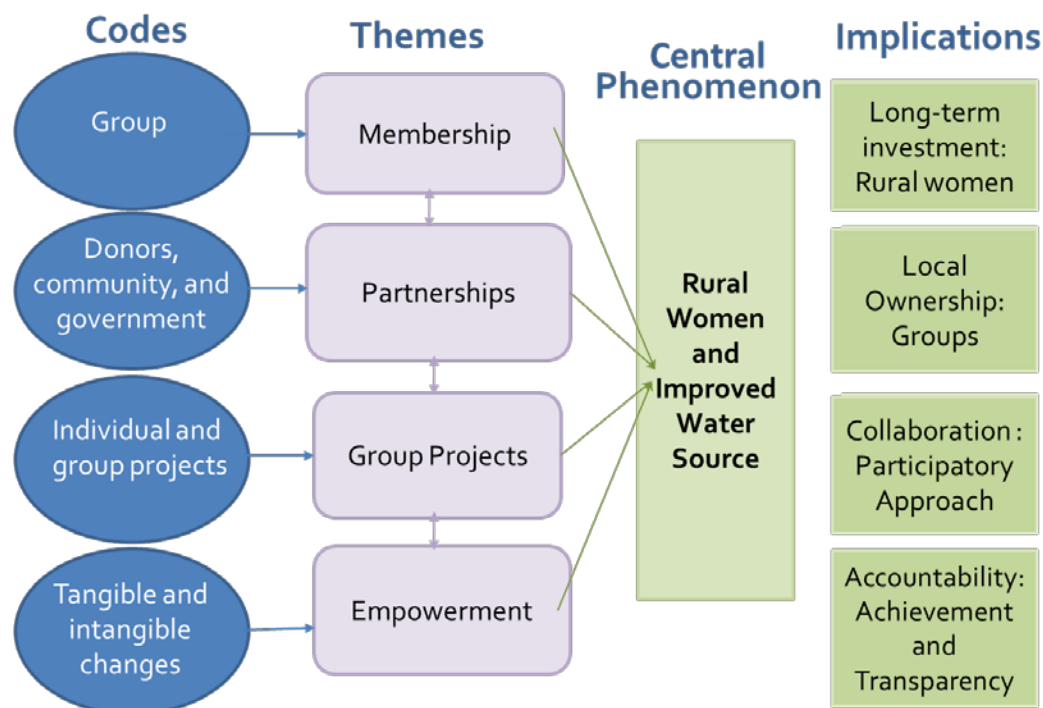 Codes
Group
Donors,
community, and
government
Individual and
group projects
Tangible and
intangible
changes
Themes
Membership
Partnerships
Group Projects
Empowerment
Central
Phenomenon
Rural
Women
and
Improved
Water
Source
Implications
Long-term
investment:
Rural women
Local
Ownership:
Groups
Collaboration :
Participatory
Approach
Accountability:
Achievement
and
Transparency